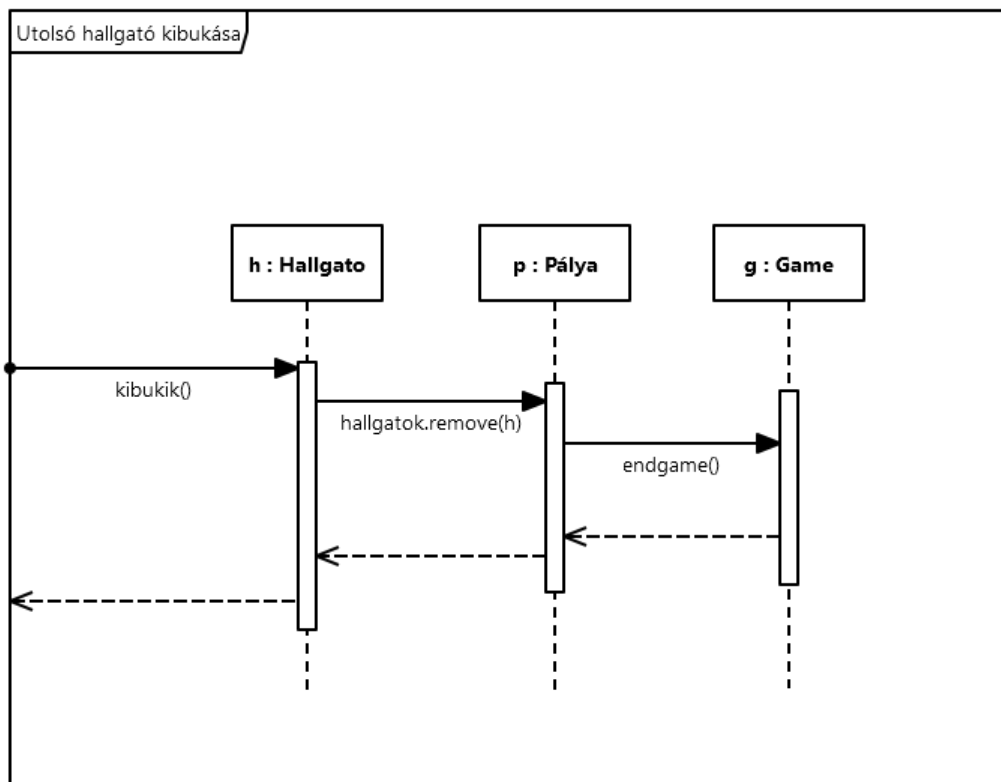 Utolsó hallgató kibukása
h : Hallgato
p : Pálya
g : Game
kibukik()
hallgatok.remove(h)
endgame()